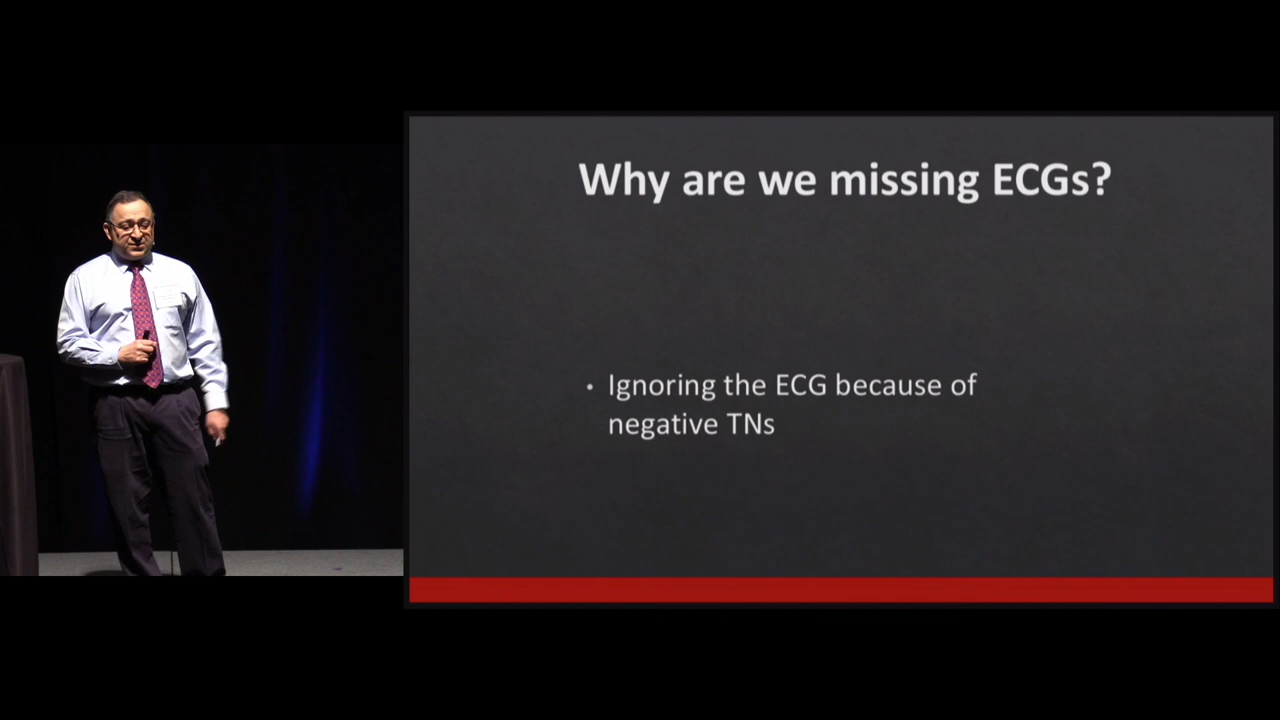 Why are we missing ECGs?
• Ignoring the ECG because of
negative TNs